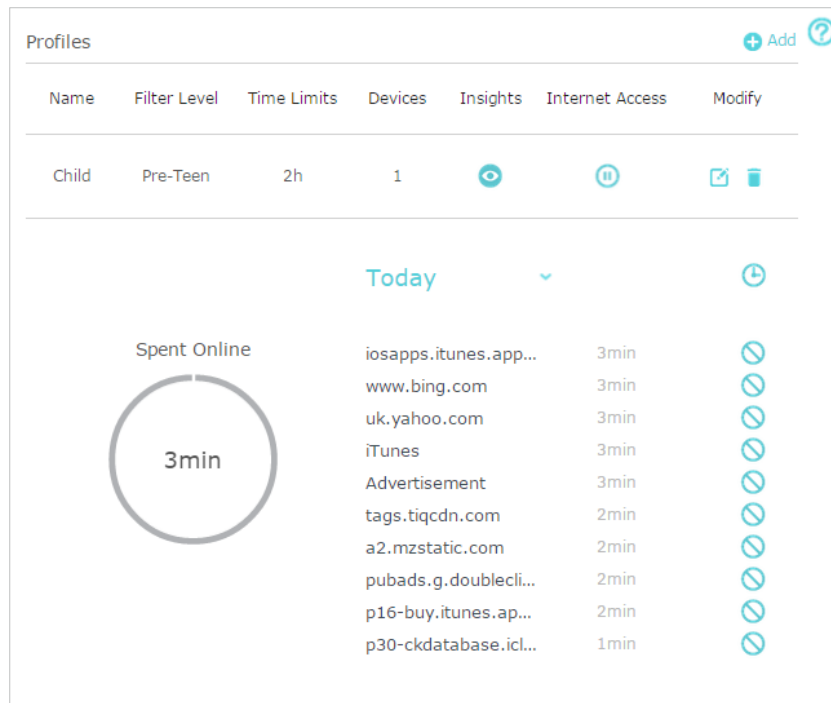 Profiles
Add
Name Filter Level Time Limits Devices Insights Internet Access Modify
Child Pre-Teen 2h 1
Today
Spent Online
3min
iosapps.itunes.app... 3min
www.bing.com 3min
uk.yahoo.com 3min
iTunes 3min
Advertisement 3min
tags.tiqcdn.com 2min
a2.mzstatic.com 2min
pubads.g.doublecli... 2min
p16-buy.itunes.ap... 2min
p30-ckdatabase.icl... 1min